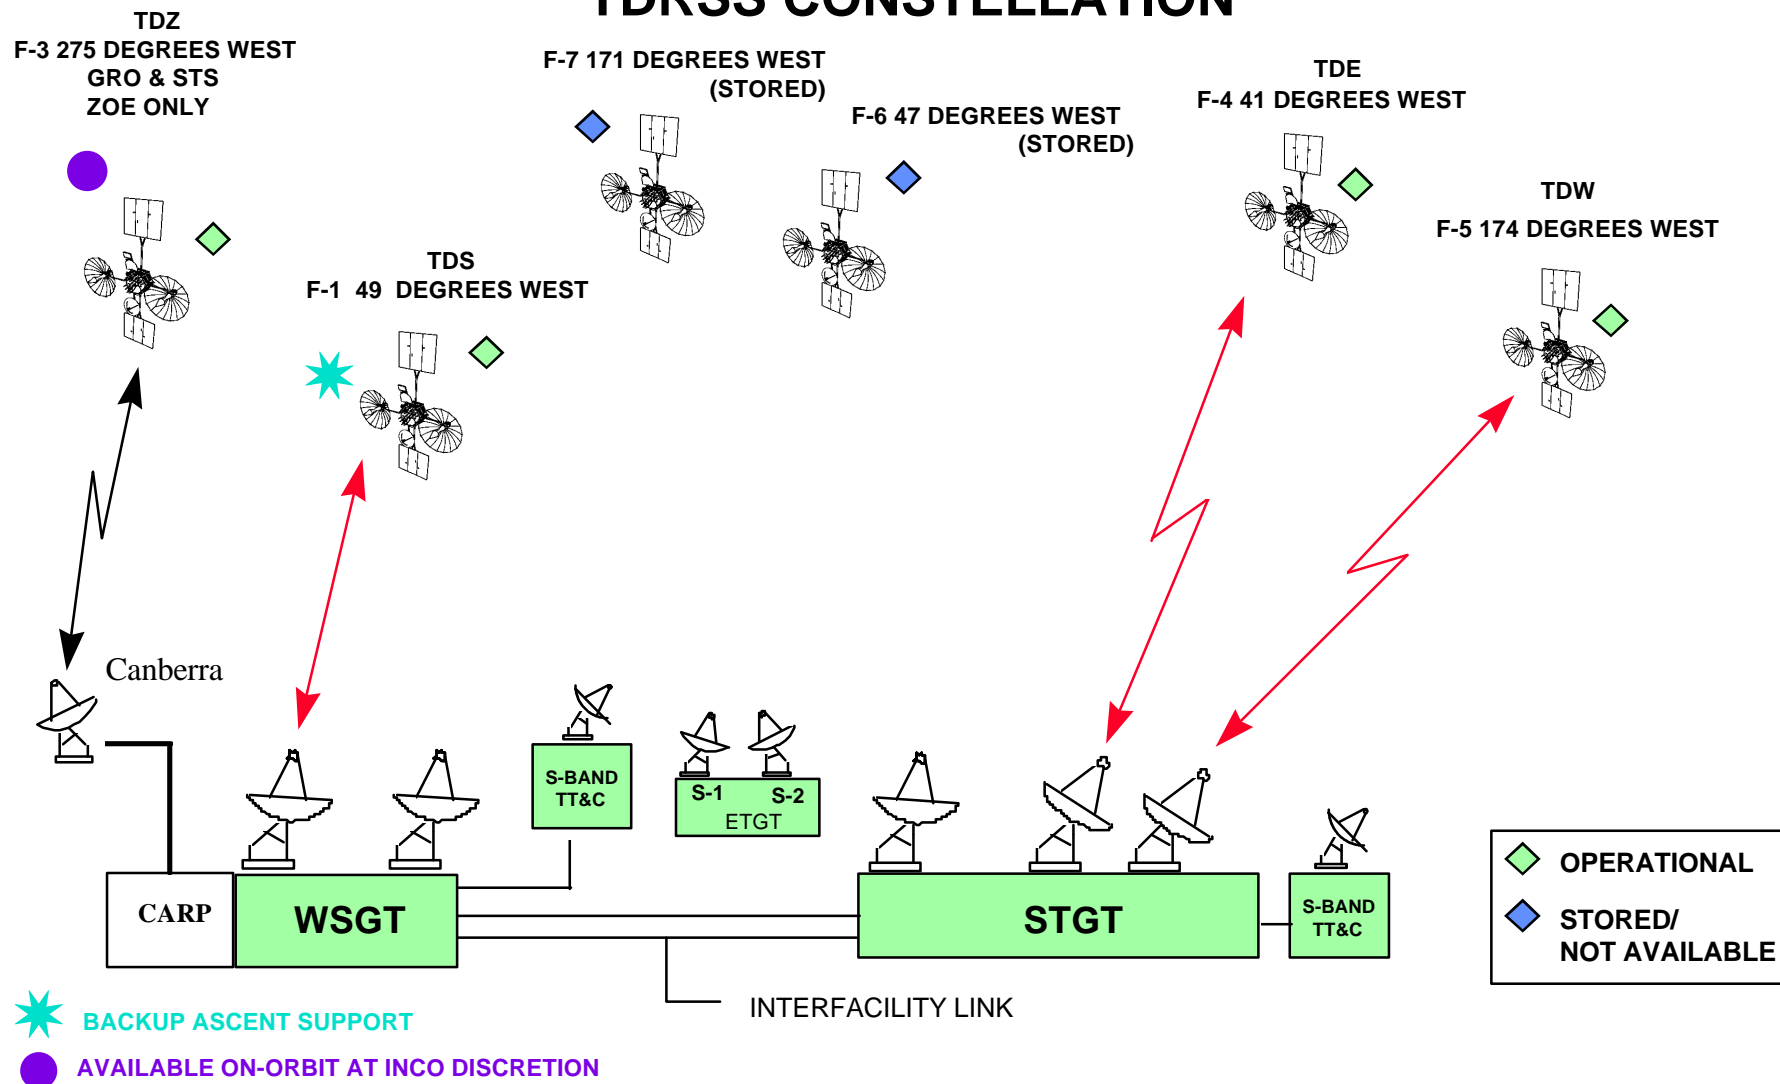 TDRSS CONSTELLATION
TDZ
F-3 275 DEGREES WEST
GRO & STS
ZOE ONLY
F-7 171 DEGREES WEST
(STORED)
F-6 47 DEGREES WEST
(STORED)
TDE
F-4 41 DEGREES WEST
TDW
F-5 174 DEGREES WEST
TDS
F-1 49 DEGREES WEST
Canberra
S-BAND
TT&C
S-1 S-2
ETGT
CARP
WSGT
STGT
S-BAND
TT&C
OPERATIONAL
STORED/
NOT AVAILABLE
INTERFACILITY LINK
BACKUP ASCENT SUPPORT
AVAILABLE ON-ORBIT AT INCO DISCRETION